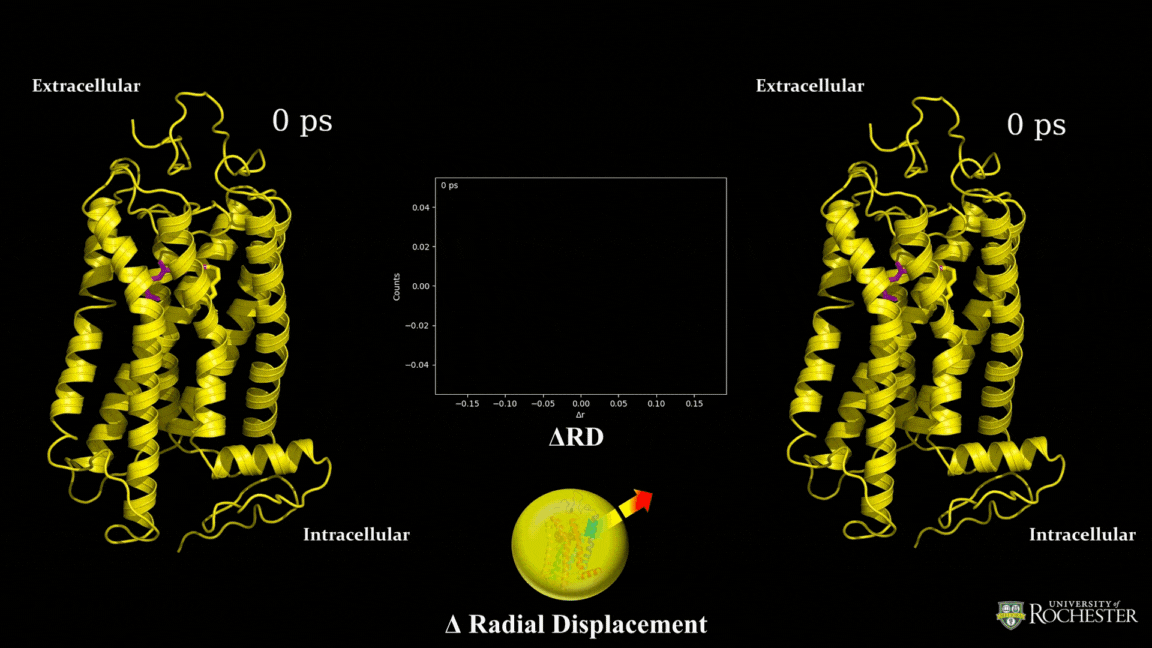 Extracellular
0 ps
Extracellular
0 ps
0 ps
0.04
0.02
0.00
−0.02
−0.04
Counts
−0.15 −0.10 −0.05 0.00 0.05 0.10 0.15
Δr
ΔRD
Intracellular
Intracellular
Δ Radial Displacement
UNIVERSITY of
ROCHESTER